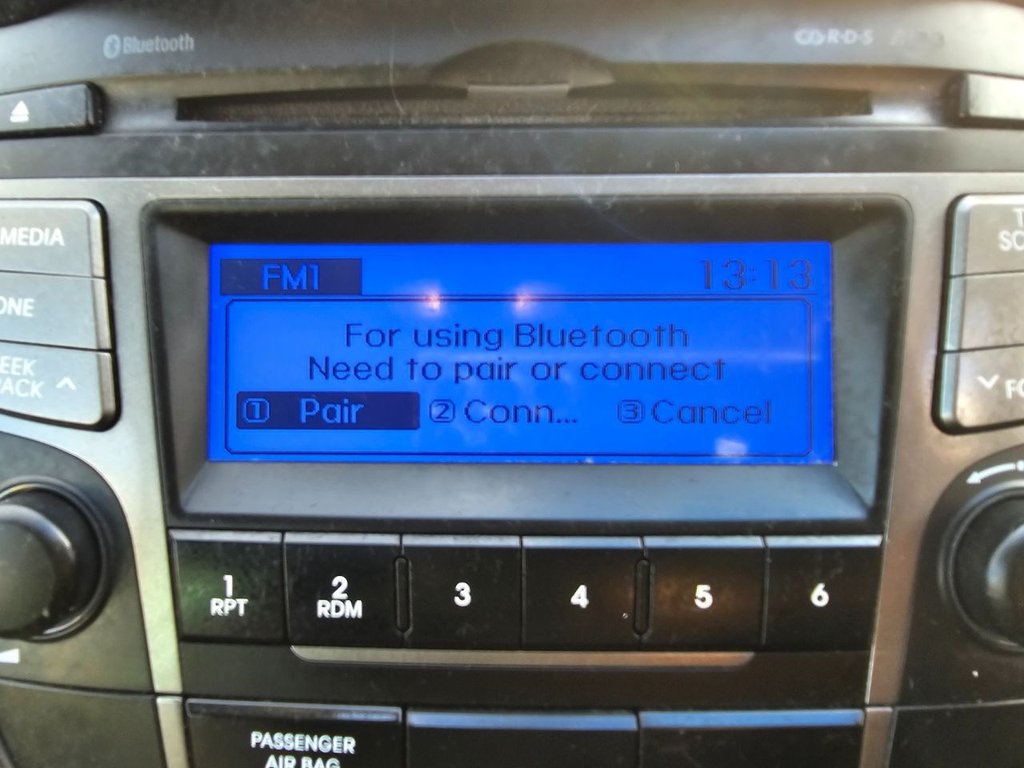 Bluetooth
R·D·S
MEDIA
FM1
13:13
For using Bluetooth
Need to pair or connect
1 Pair
2 Conn...
3 Cancel
1
RPT
2
RDM
3
4
5
6
PASSENGER
AIR BAG